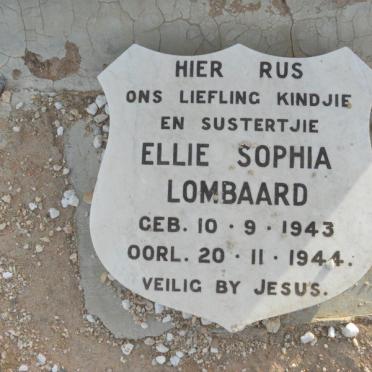 HIER RUS
ONS LIEFLING KINDJIE
EN SUSTERTJIE
ELLIE SOPHIA
LOMBAARD
GEB. 10 · 9 · 1943
OORL. 20 · 11 · 1944.
VEILIG BY JESUS.